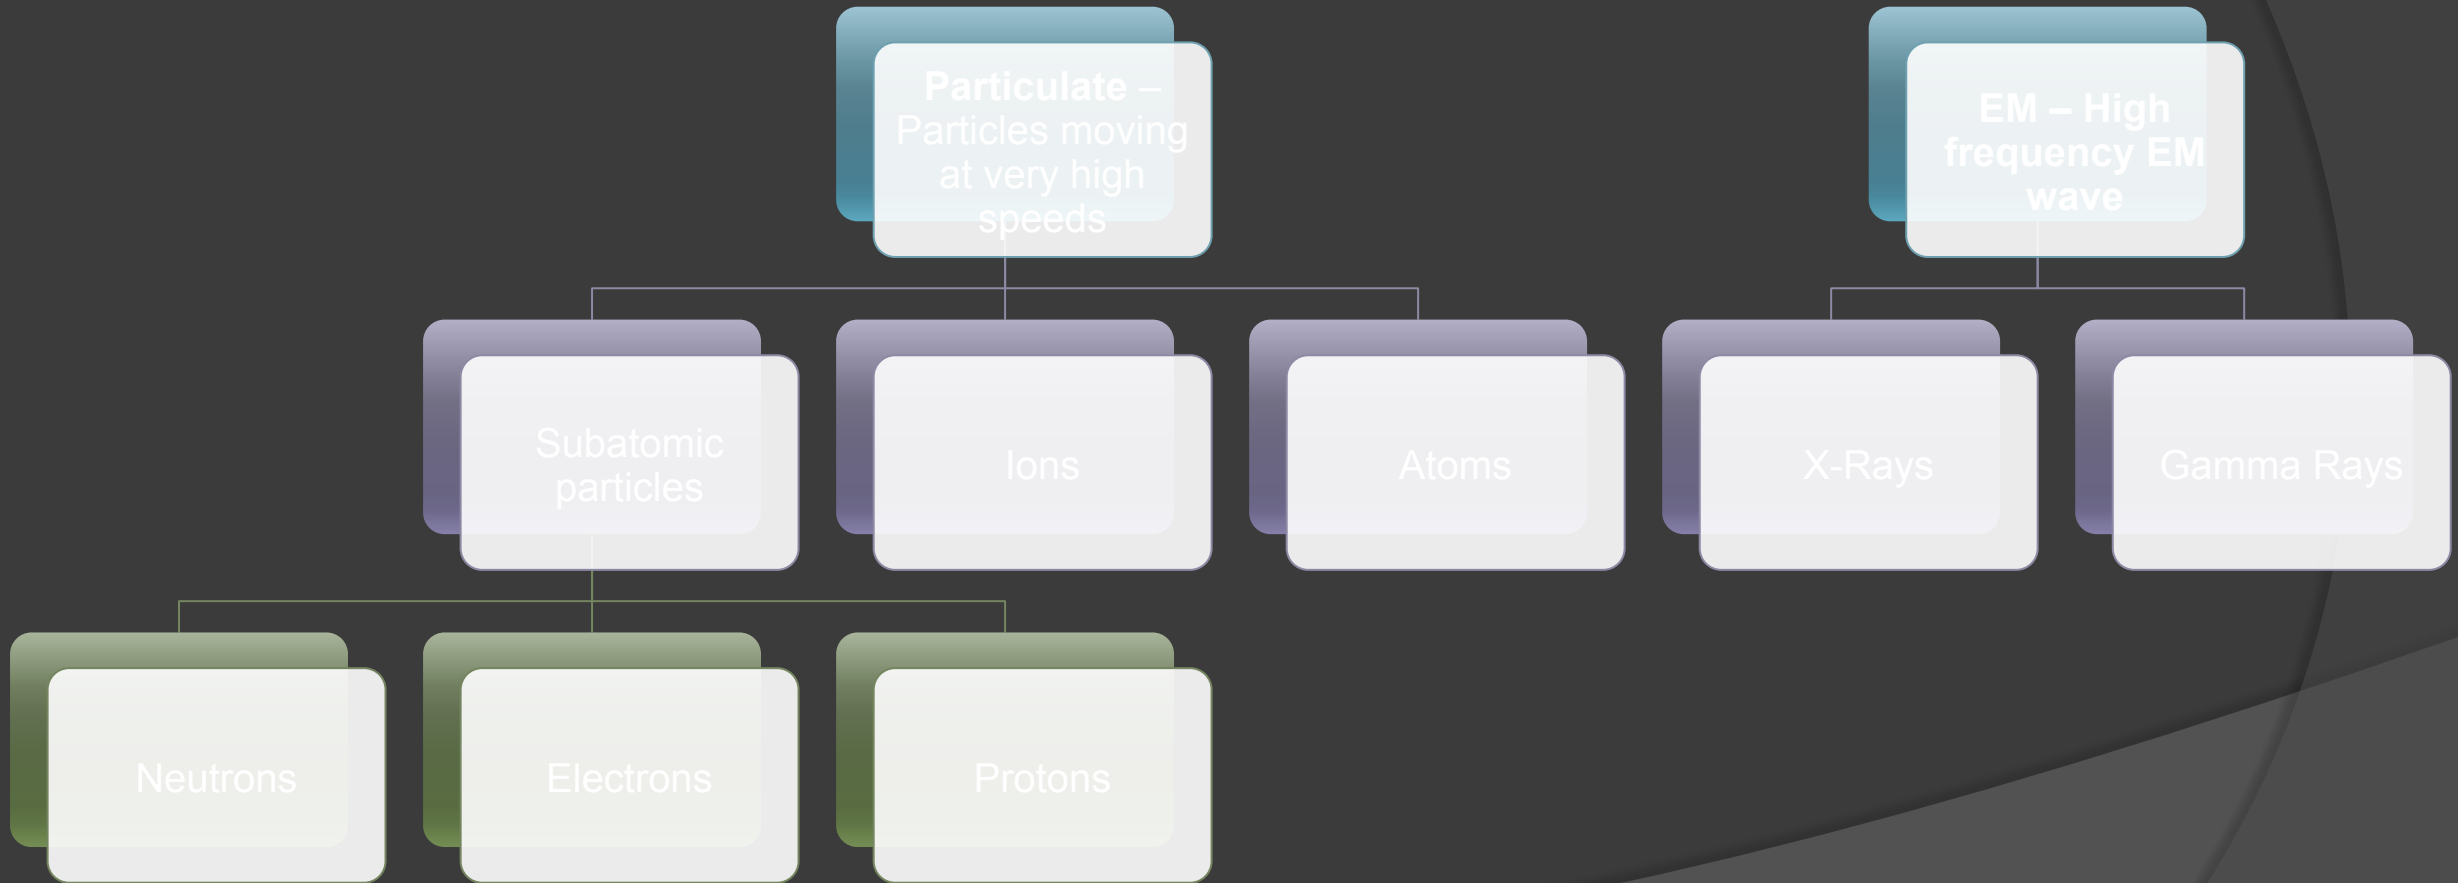 Particulate –
Particles moving
at very high
speeds
EM – High
frequency EM
wave
Subatomic
particles
Ions
Atoms
X-Rays
Gamma Rays
Neutrons
Electrons
Protons